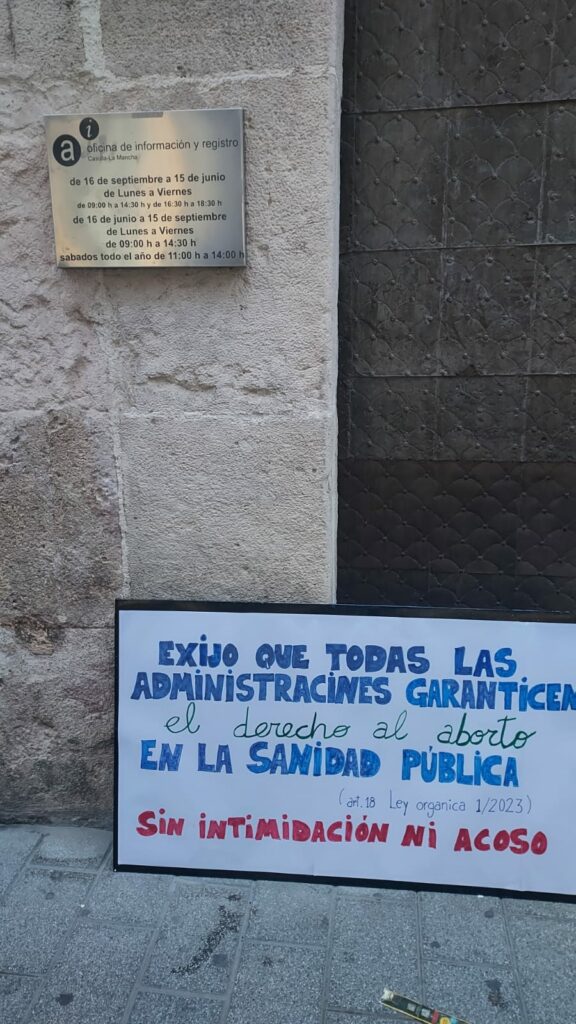 a i
oficina de información y registro
Castilla-La Mancha
de 16 de septiembre a 15 de junio
de Lunes a Viernes
de 09:00 h a 14:30 h y de 16:30 h a 18:30 h
de 16 de junio a 15 de septiembre
de Lunes a Viernes
de 09:00 h a 14:30 h
sabados todo el año de 11:00 h a 14:00 h
EXIJO QUE TODAS LAS
ADMINISTRACINES GARANTICEN
el derecho al aborto
EN LA SANIDAD PÚBLICA
(art.18 Ley organica 1/2023)
SIN INTIMIDACIÓN NI ACOSO